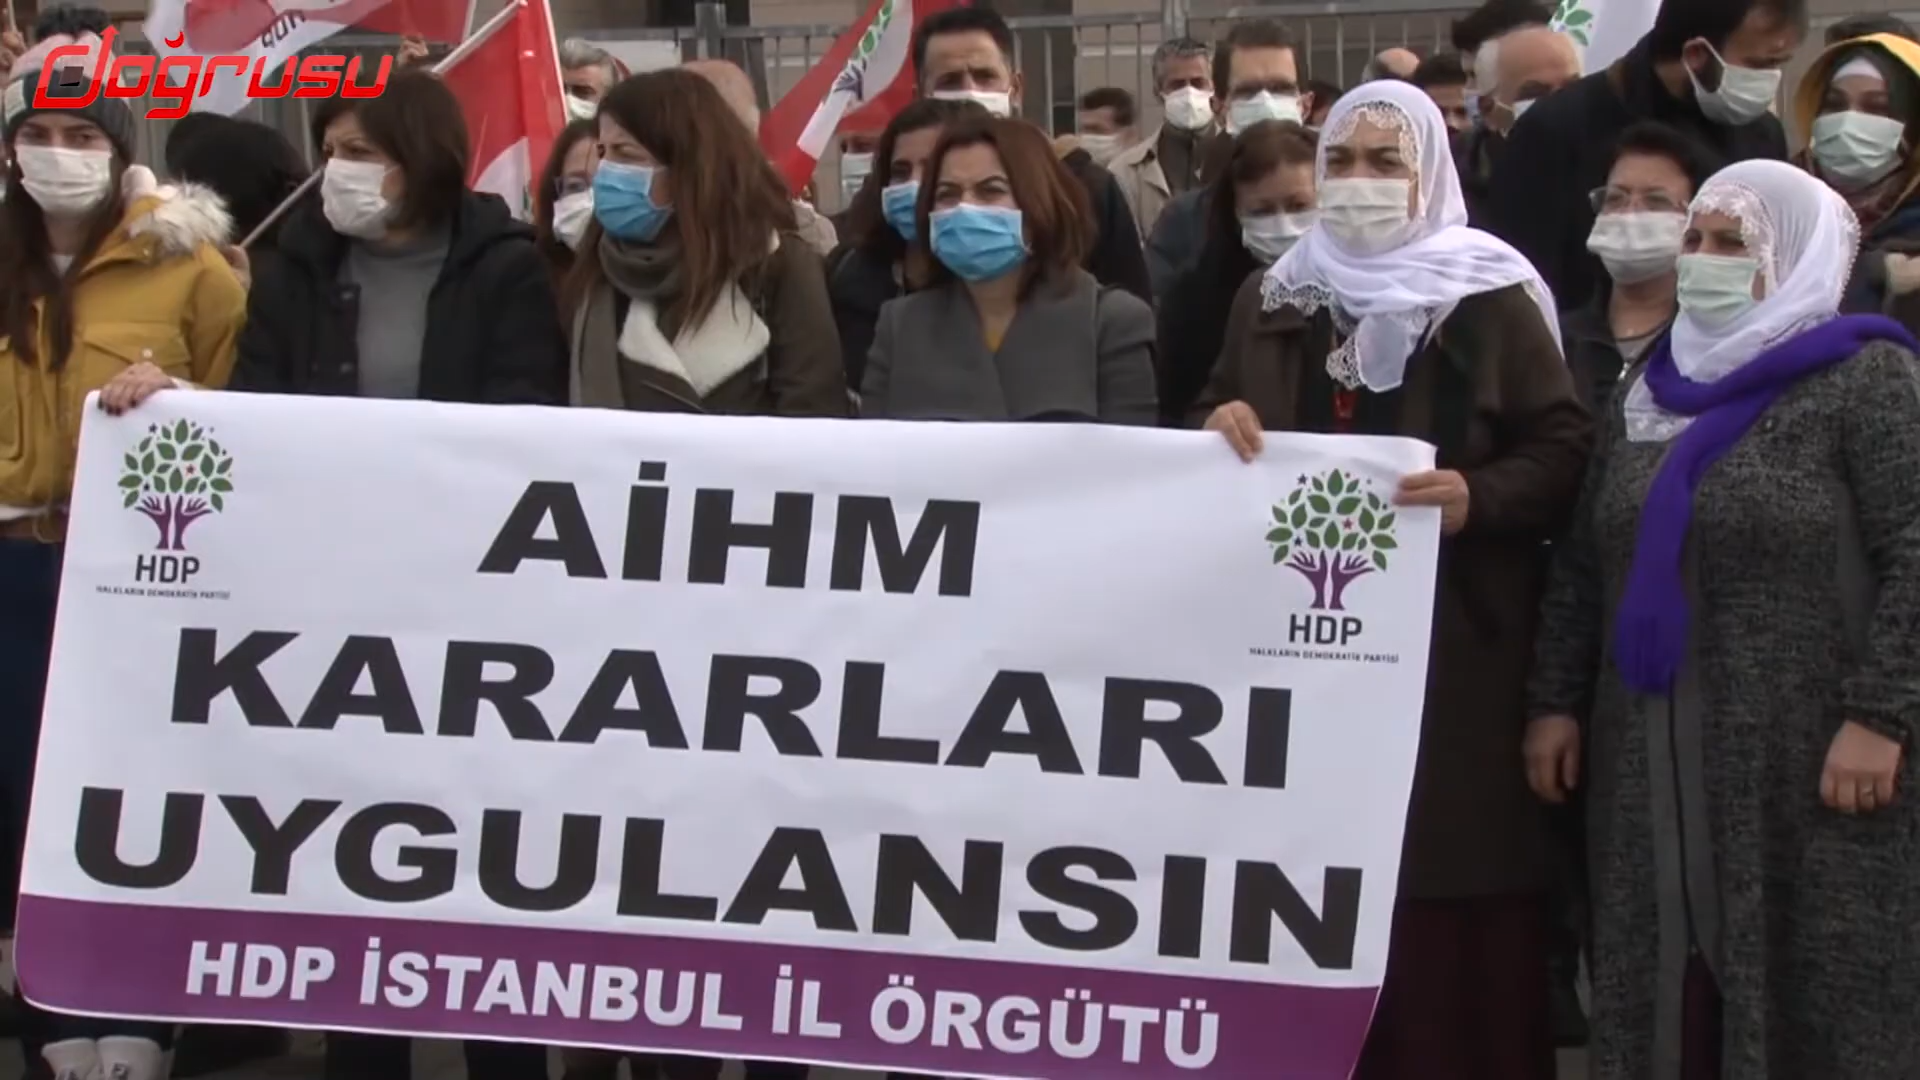 doğrusu
HDP
HALKLARIN DEMOKRATİK PARTİSİ
HDP
HALKLARIN DEMOKRATİK PARTİSİ
AİHM
KARARLARI
UYGULANSIN
HDP İSTANBUL İL ÖRGÜTÜ